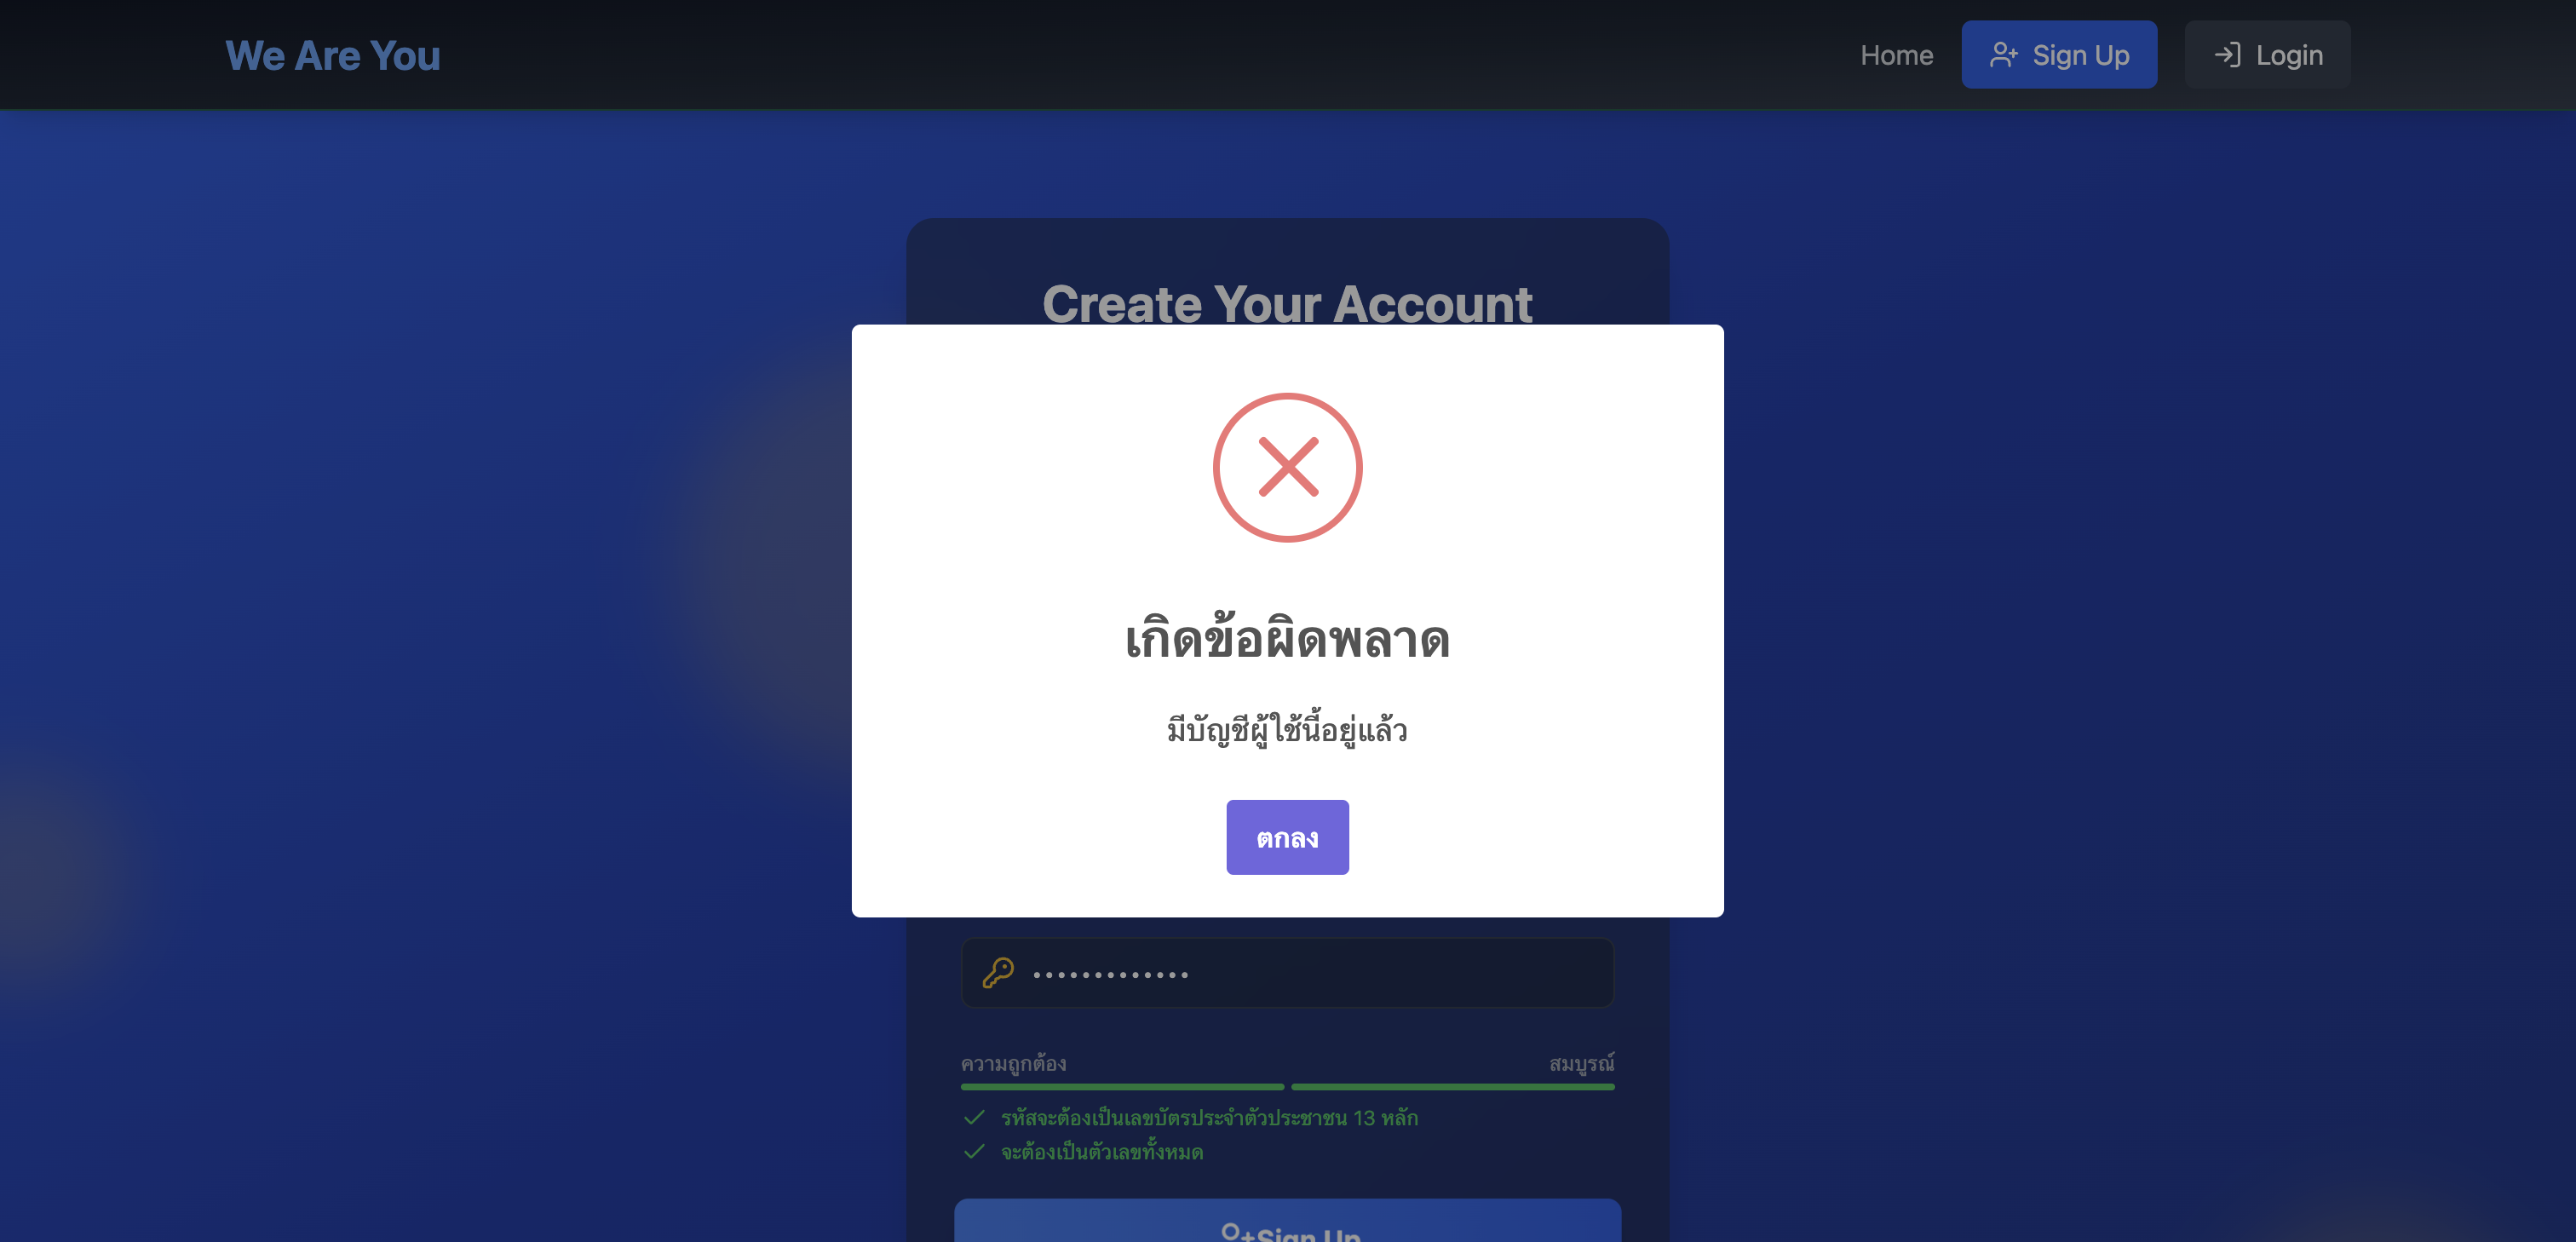 We Are You
Home
Sign Up
Login
Create Your Account
เกิดข้อผิดพลาด
มีบัญชีผู้ใช้นี้อยู่แล้ว
ตกลง
ความถูกต้อง
สมบูรณ์
รหัสจะต้องเป็นเลขบัตรประจำตัวประชาชน 13 หลัก
จะต้องเป็นตัวเลขทั้งหมด
Sign Up